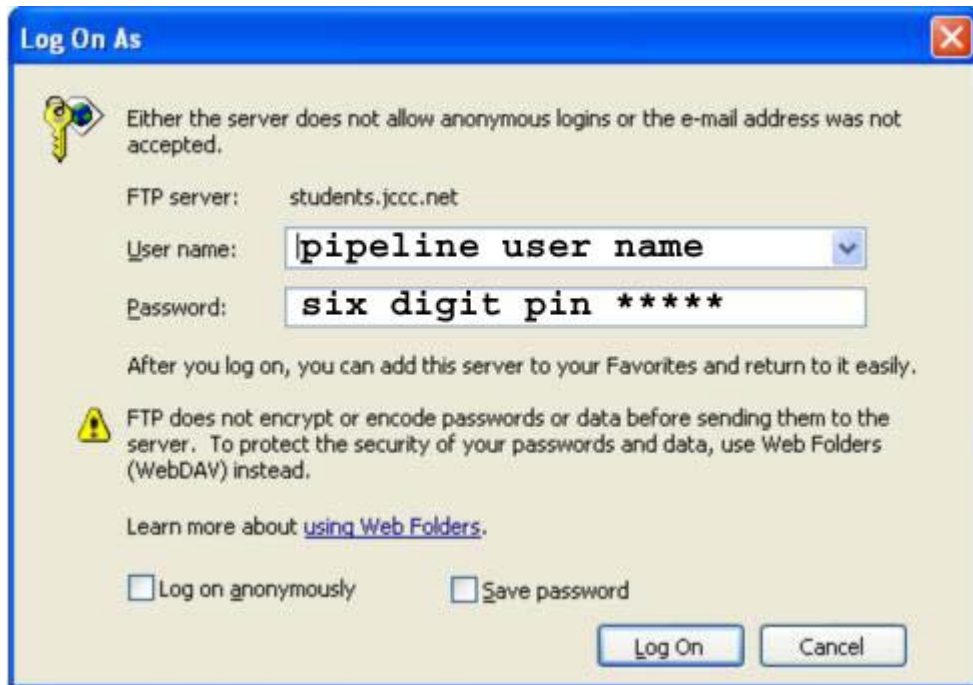 Log On As
Either the server does not allow anonymous logins or the e-mail address was not
accepted.
FTP server: students.jccc.net
User name: pipeline user name
Password: six digit pin *****
After you log on, you can add this server to your Favorites and return to it easily.
FTP does not encrypt or encode passwords or data before sending them to the
server. To protect the security of your passwords and data, use Web Folders
(WebDAV) instead.
Learn more about using Web Folders.
Log on anonymously Save password
Log On Cancel